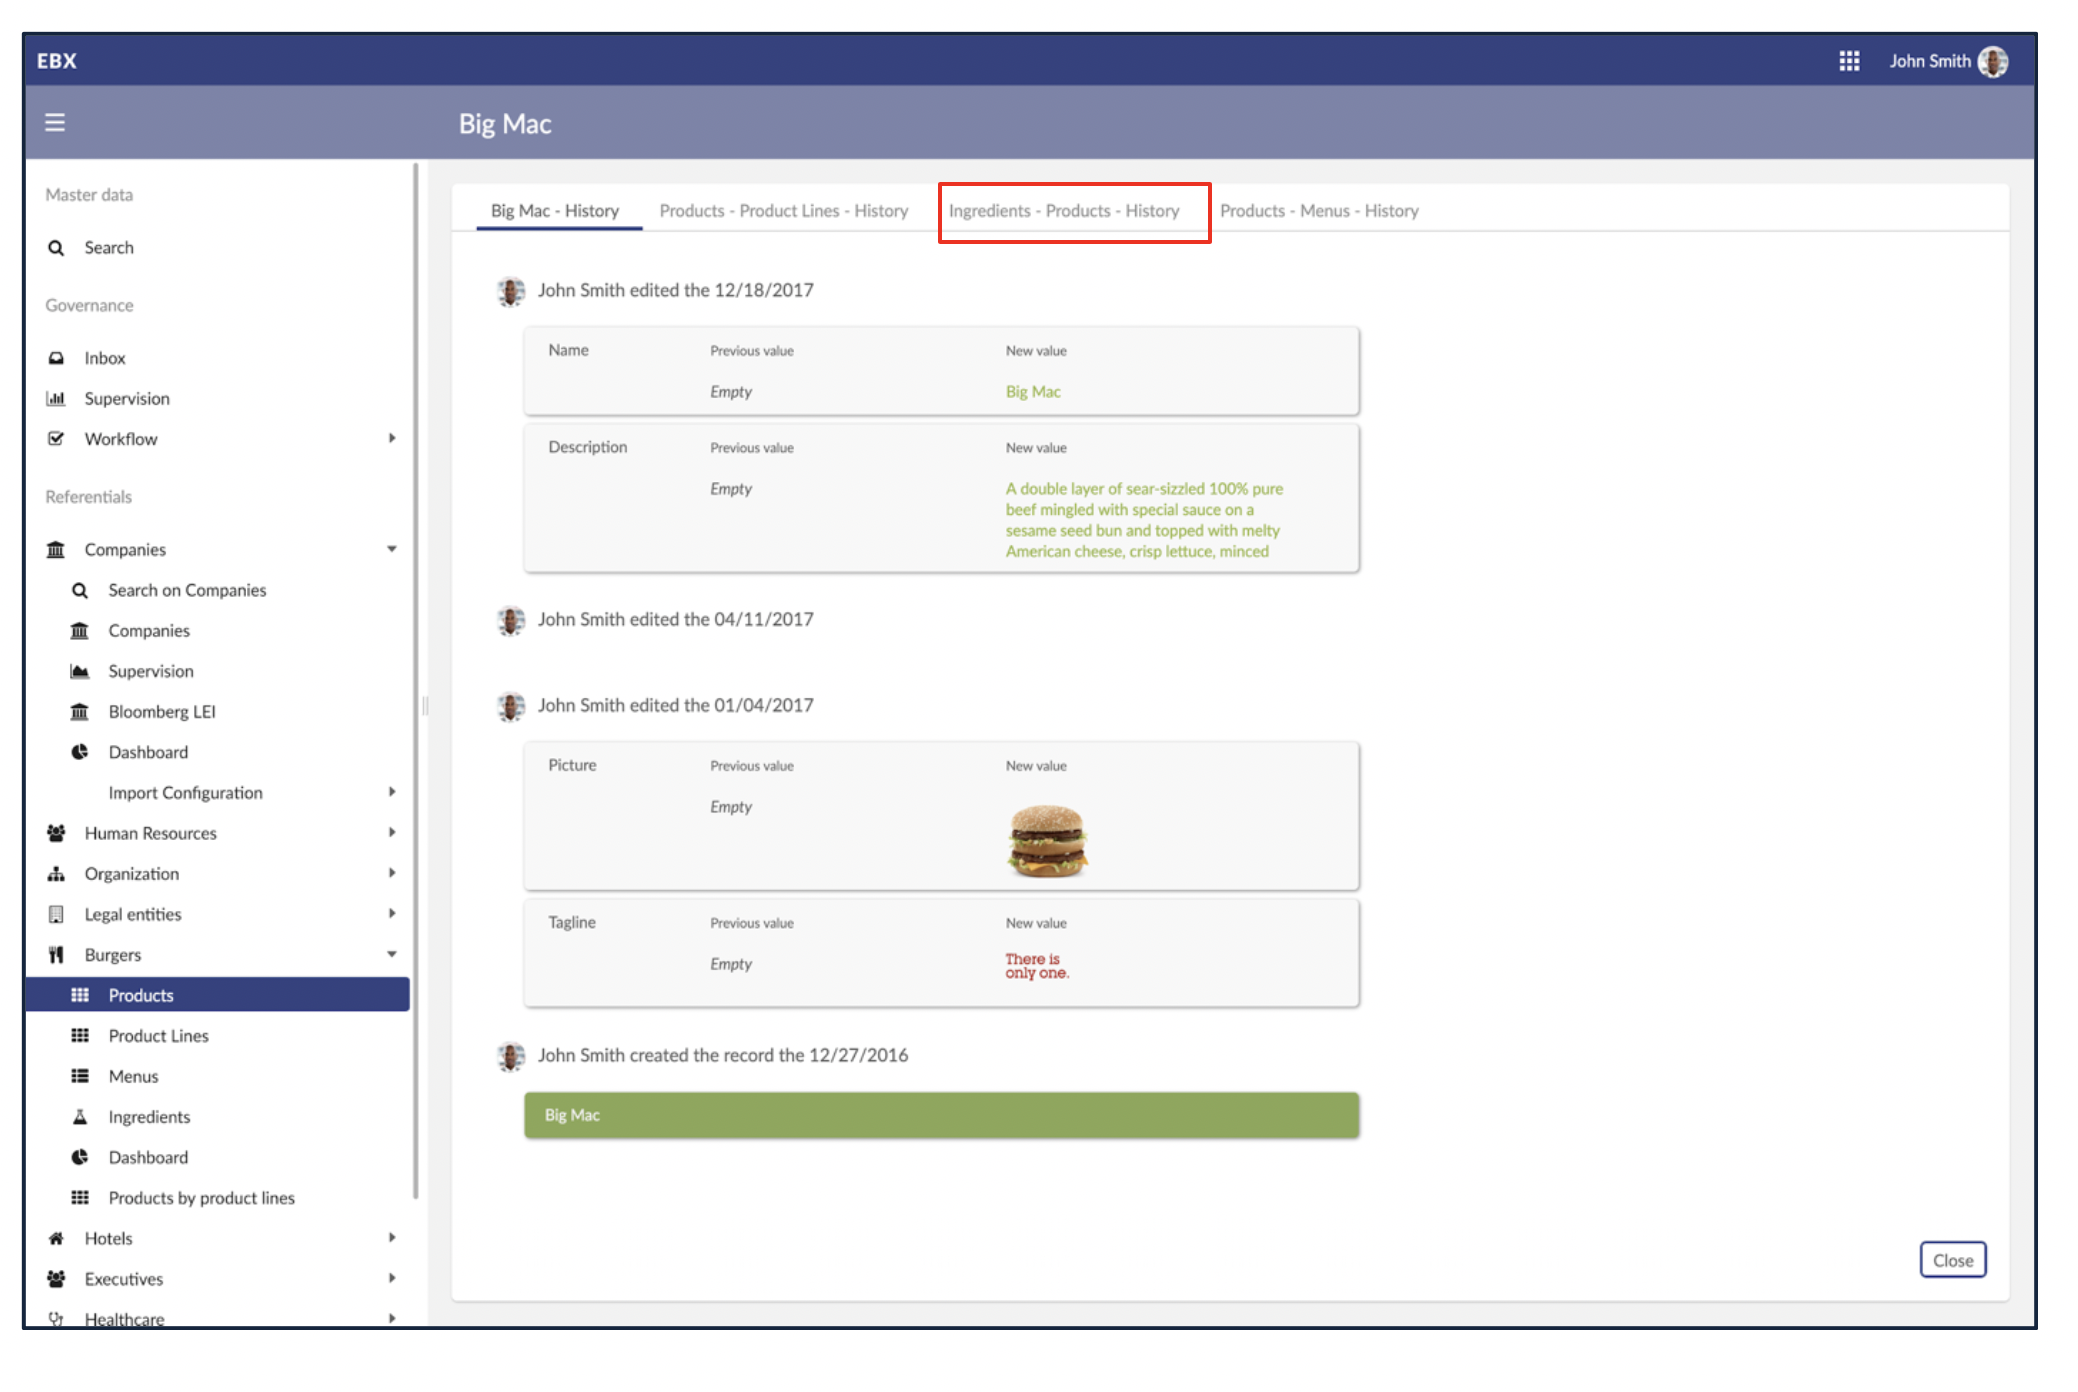 EBX
John Smith
Big Mac
Master data
Search
Governance
Inbox
Supervision
Workflow
Referentials
Companies
Search on Companies
Companies
Supervision
Bloomberg LEI
Dashboard
Import Configuration
Human Resources
Organization
Legal entities
Burgers
Products
Product Lines
Menus
Ingredients
Dashboard
Products by product lines
Hotels
Executives
Healthcare
Big Mac - History
Products - Product Lines - History
Ingredients - Products - History
Products - Menus - History
John Smith edited the 12/18/2017
Name Previous value New value
Empty Big Mac
Description Previous value New value
Empty A double layer of sear-sizzled 100% pure
beef mingled with special sauce on a
sesame seed bun and topped with melty
American cheese, crisp lettuce, minced
John Smith edited the 04/11/2017
John Smith edited the 01/04/2017
Picture Previous value New value
Empty
Tagline Previous value New value
Empty There is
only one.
John Smith created the record the 12/27/2016
Big Mac
Close